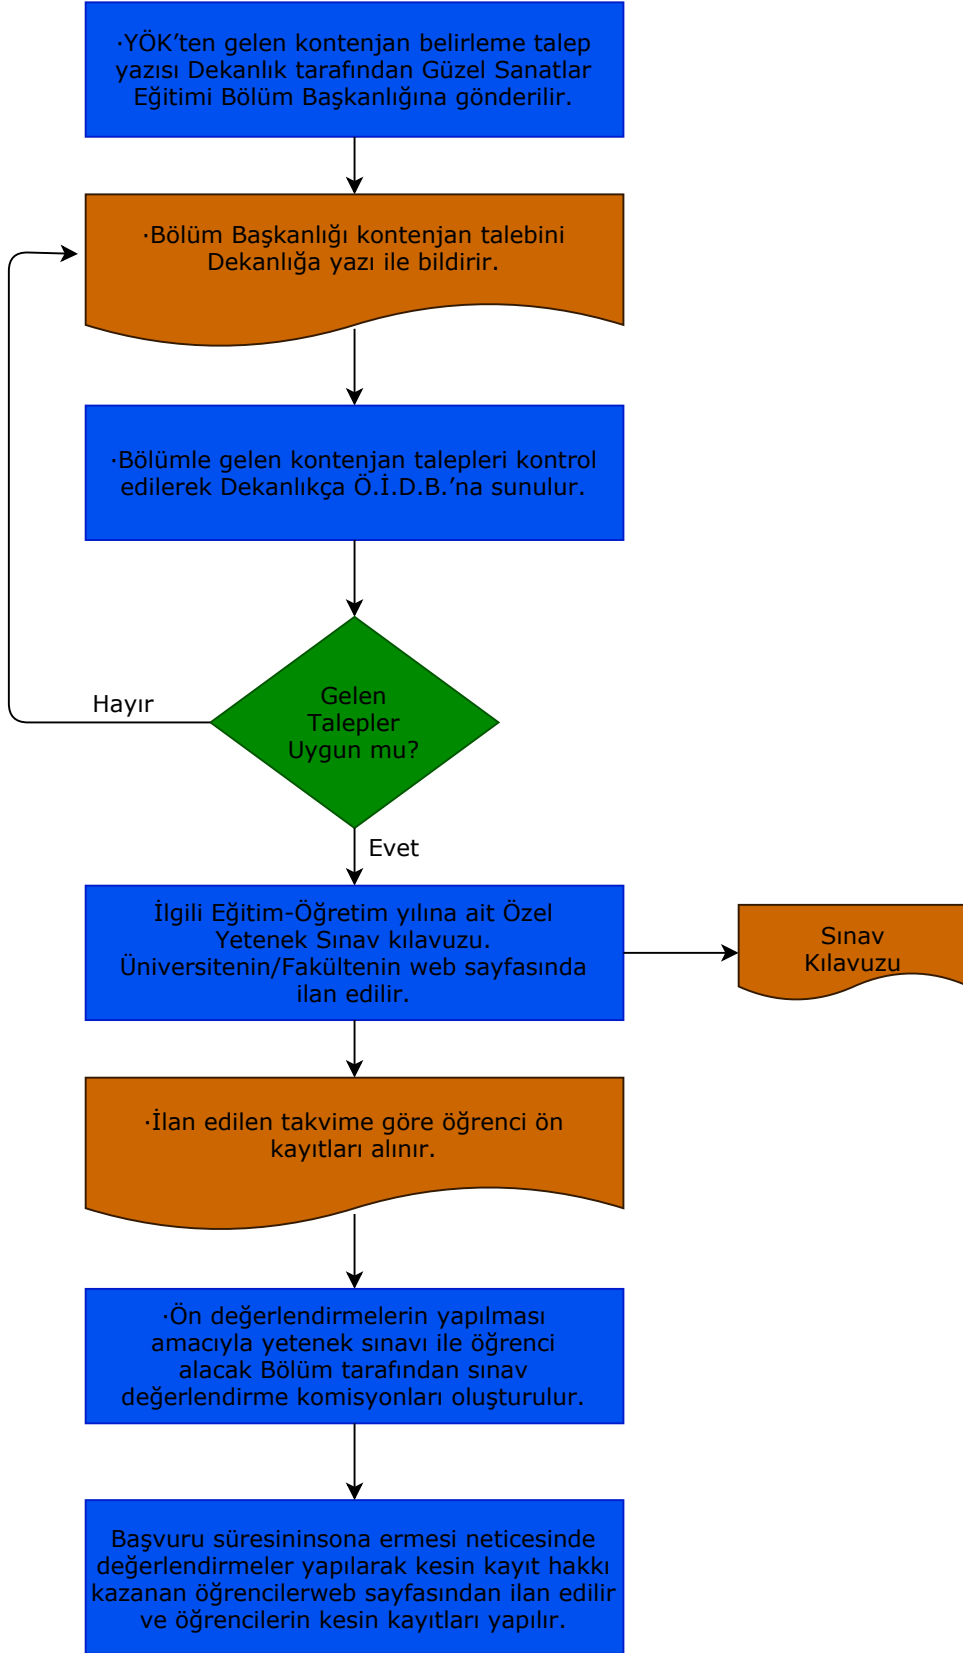 ·YÖK’ten gelen kontenjan belirleme talep
yazısı Dekanlık tarafından Güzel Sanatlar
Eğitimi Bölüm Başkanlığına gönderilir.
·Bölüm Başkanlığı kontenjan talebini
Dekanlığa yazı ile bildirir.
·Bölümle gelen kontenjan talepleri kontrol
edilerek Dekanlıkça Ö.İ.D.B.’na sunulur.
Gelen
Talepler
Uygun mu?
Hayır
Evet
İlgili Eğitim-Öğretim yılına ait Özel
Yetenek Sınav kılavuzu.
Üniversitenin/Fakültenin web sayfasında
ilan edilir.
Sınav
Kılavuzu
·İlan edilen takvime göre öğrenci ön
kayıtları alınır.
·Ön değerlendirmelerin yapılması
amacıyla yetenek sınavı ile öğrenci
alacak Bölüm tarafından sınav
değerlendirme komisyonları oluşturulur.
Başvuru süresininsona ermesi neticesinde
değerlendirmeler yapılarak kesin kayıt hakkı
kazanan öğrencilerweb sayfasından ilan edilir
ve öğrencilerin kesin kayıtları yapılır.